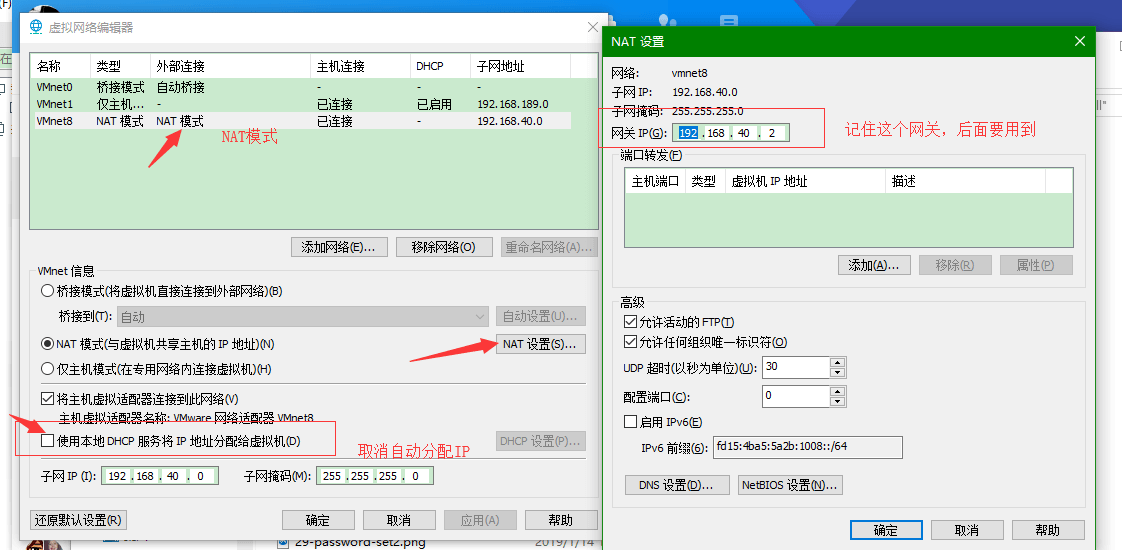 虚拟网络编辑器
名称 类型 外部连接 主机连接 DHCP 子网地址
VMnet0 桥接模式 自动桥接 - - -
VMnet1 仅主机... - 已连接 已启用 192.168.189.0
VMnet8 NAT 模式 NAT 模式 已连接 - 192.168.40.0
NAT模式
添加网络(E)... 移除网络(O) 重命名网络(A)...
VMnet 信息
桥接模式(将虚拟机直接连接到外部网络)(B)
桥接到(T): 自动 自动设置(U)...
NAT 模式(与虚拟机共享主机的 IP 地址)(N) NAT 设置(S)...
仅主机模式(在专用网络内连接虚拟机)(H)
将主机虚拟适配器连接到此网络(V)
主机虚拟适配器名称: VMware 网络适配器 VMnet8
使用本地 DHCP 服务将 IP 地址分配给虚拟机(D) DHCP 设置(P)...
取消自动分配IP
子网 IP (I): 192 .168 . 40 . 0 子网掩码(M): 255 .255 .255 . 0
还原默认设置(R) 确定 取消 应用(A) 帮助
29-password-set2.png 2019/1/14
NAT 设置
网络: vmnet8
子网 IP: 192.168.40.0
子网掩码: 255.255.255.0
网关 IP(G): 192 .168 . 40 . 2
记住这个网关，后面要用到
端口转发(F)
主机端口 类型 虚拟机 IP 地址 描述
添加(A)... 移除(R) 属性(P)
高级
允许活动的 FTP(T)
允许任何组织唯一标识符(O)
UDP 超时(以秒为单位)(U): 30
配置端口(C): 0
启用 IPv6(E)
IPv6 前缀(6): fd15:4ba5:5a2b:1008::/64
DNS 设置(D)... NetBIOS 设置(N)...
确定 取消 帮助